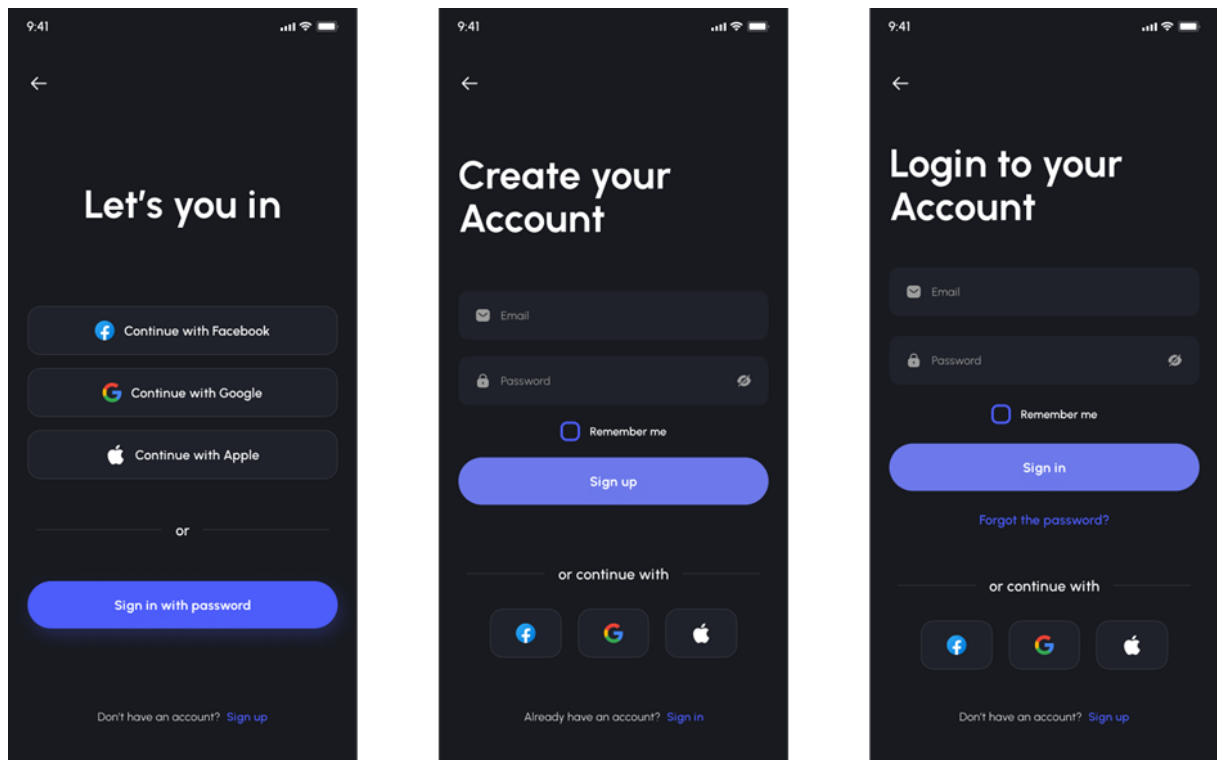 9:41
Let's you in
Continue with Facebook
Continue with Google
Continue with Apple
or
Sign in with password
Don't have an account? Sign up
9:41
Create your
Account
Email
Password
Remember me
Sign up
or continue with
Already have an account? Sign in
9:41
Login to your
Account
Email
Password
Remember me
Sign in
Forgot the password?
or continue with
Don't have an account? Sign up